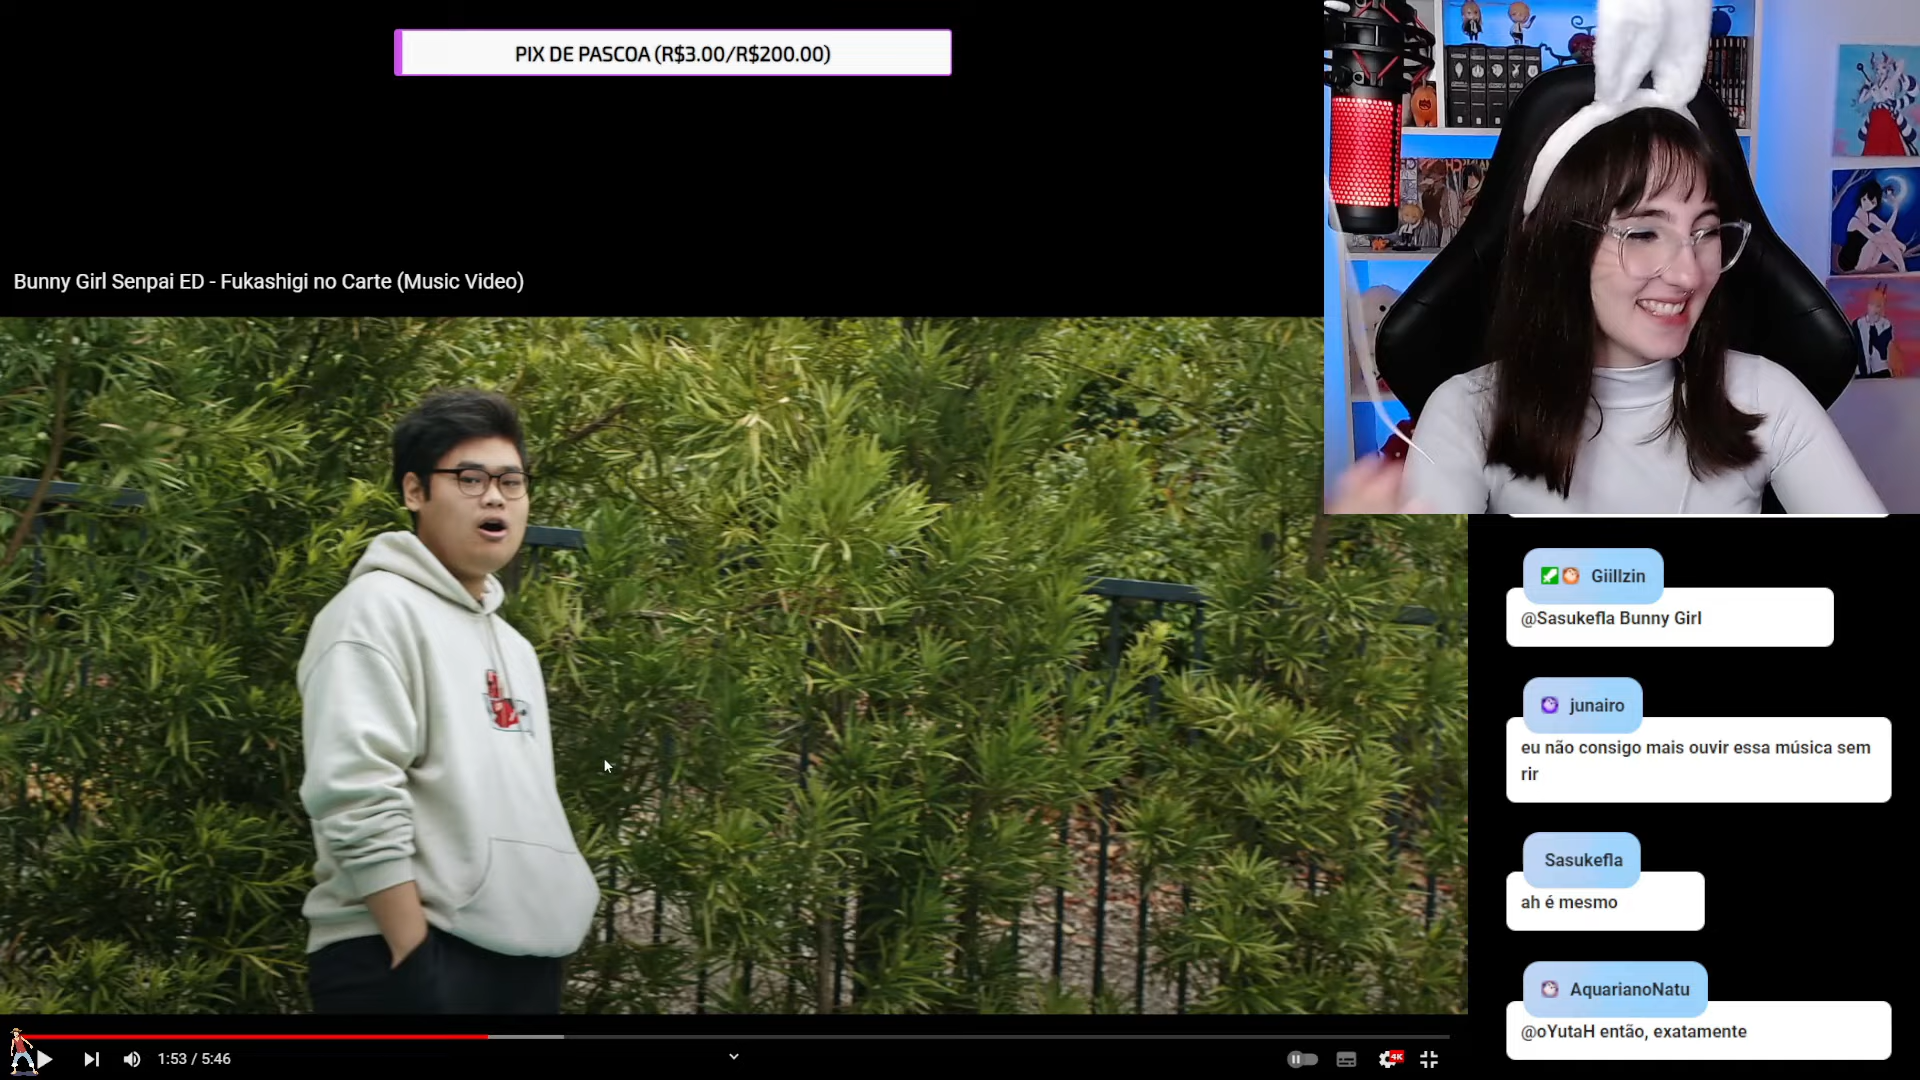 PIX DE PASCOA (R$3.00/R$200.00)
Bunny Girl Senpai ED - Fukashigi no Carte (Music Video)
Giillzin
@Sasukefla Bunny Girl
junairo
eu não consigo mais ouvir essa música sem
rir
Sasukefla
ah é mesmo
AquarianoNatu
@oYutaH então, exatamente
1:53 / 5:46
4K